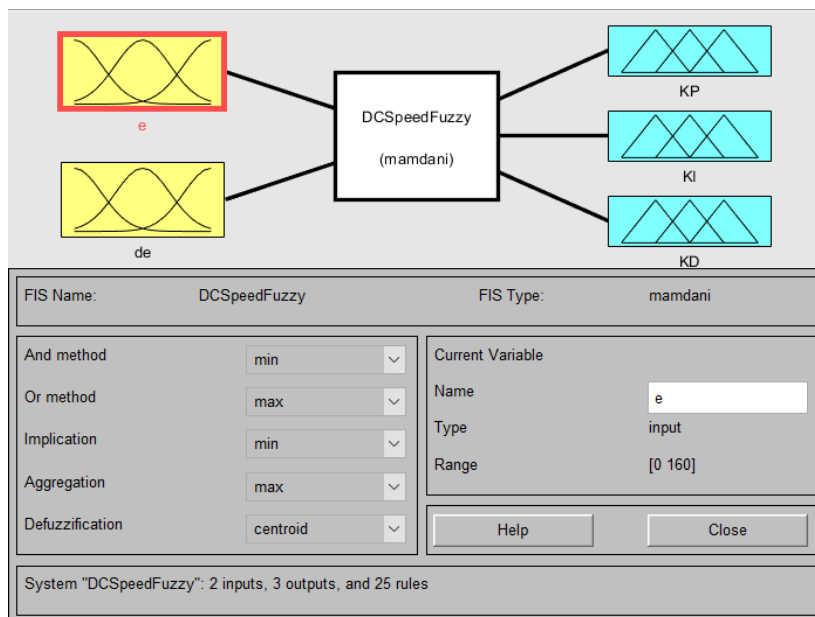 e
de
DCSpeedFuzzy
(mamdani)
KP
KI
KD
FIS Name: DCSpeedFuzzy FIS Type: mamdani
And method min
Or method max
Implication min
Aggregation max
Defuzzification centroid
Current Variable
Name e
Type input
Range [0 160]
Help Close
System "DCSpeedFuzzy": 2 inputs, 3 outputs, and 25 rules